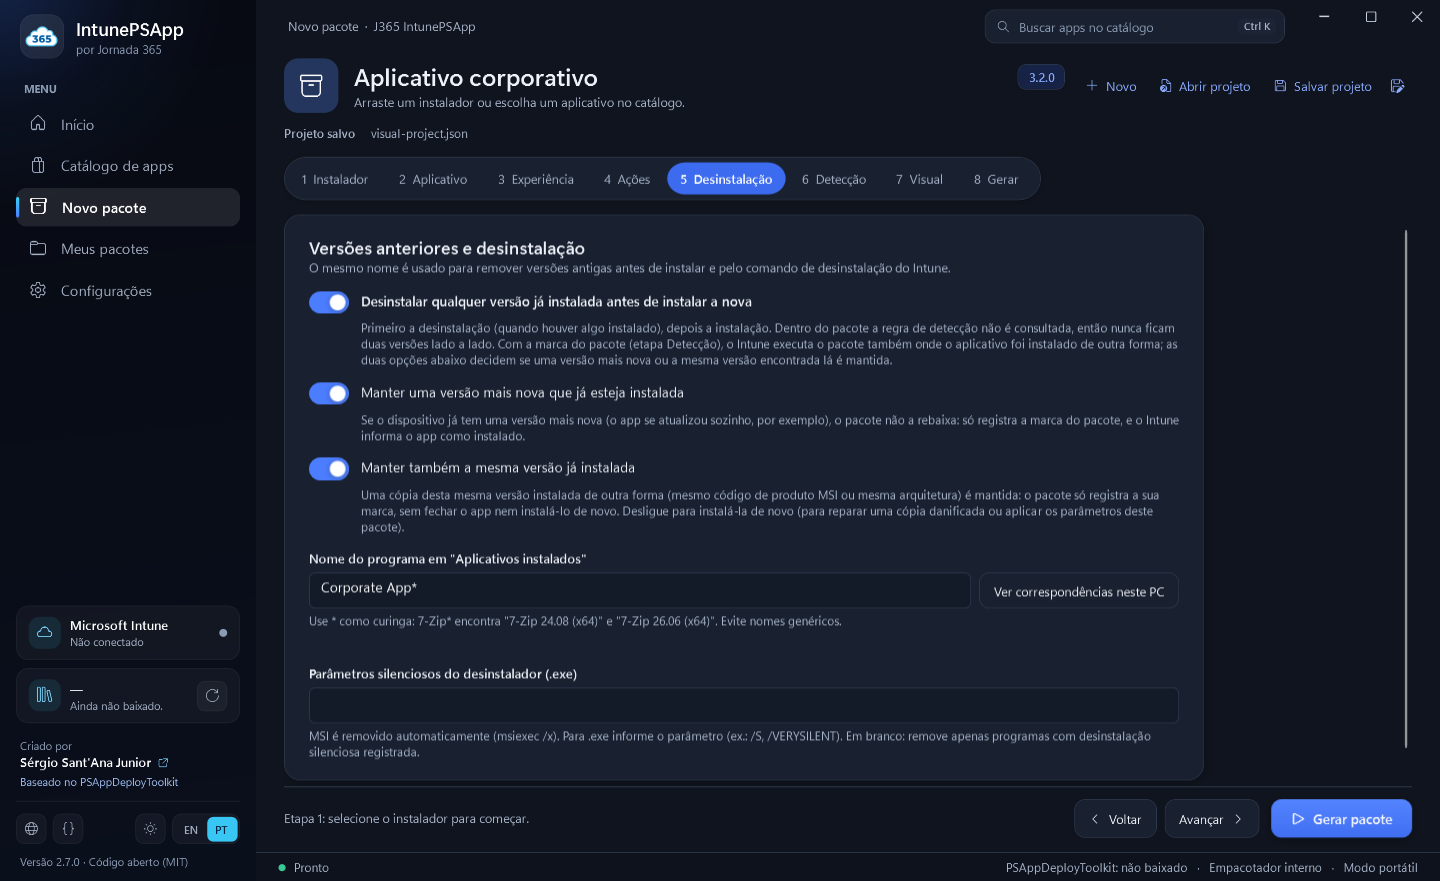 365
IntunePSApp
por Jornada 365
MENU
Início
Catálogo de apps
Novo pacote
Meus pacotes
Configurações
Microsoft Intune
Não conectado
—
Ainda não baixado.
Criado por
Sérgio Sant'Ana Junior
Baseado no PSAppDeployToolkit
{} EN PT
Versão 2.7.0 · Código aberto (MIT)
Novo pacote · J365 IntunePSApp
Buscar apps no catálogo Ctrl K
Aplicativo corporativo
Arraste um instalador ou escolha um aplicativo no catálogo.
3.2.0 Novo Abrir projeto Salvar projeto
Projeto salvo visual-project.json
1 Instalador 2 Aplicativo 3 Experiência 4 Ações 5 Desinstalação 6 Detecção 7 Visual 8 Gerar
Versões anteriores e desinstalação
O mesmo nome é usado para remover versões antigas antes de instalar e pelo comando de desinstalação do Intune.
Desinstalar qualquer versão já instalada antes de instalar a nova
Primeiro a desinstalação (quando houver algo instalado), depois a instalação. Dentro do pacote a regra de detecção não é consultada, então nunca ficam
duas versões lado a lado. Com a marca do pacote (etapa Detecção), o Intune executa o pacote também onde o aplicativo foi instalado de outra forma; as
duas opções abaixo decidem se uma versão mais nova ou a mesma versão encontrada lá é mantida.
Manter uma versão mais nova que já esteja instalada
Se o dispositivo já tem uma versão mais nova (o app se atualizou sozinho, por exemplo), o pacote não a rebaixa: só registra a marca do pacote, e o Intune
informa o app como instalado.
Manter também a mesma versão já instalada
Uma cópia desta mesma versão instalada de outra forma (mesmo código de produto MSI ou mesma arquitetura) é mantida: o pacote só registra a sua
marca, sem fechar o app nem instalá-lo de novo. Desligue para instalá-la de novo (para reparar uma cópia danificada ou aplicar os parâmetros deste
pacote).
Nome do programa em "Aplicativos instalados"
Corporate App* Ver correspondências neste PC
Use * como curinga: 7-Zip* encontra "7-Zip 24.08 (x64)" e "7-Zip 26.06 (x64)". Evite nomes genéricos.
Parâmetros silenciosos do desinstalador (.exe)
MSI é removido automaticamente (msiexec /x). Para .exe informe o parâmetro (ex.: /S, /VERYSILENT). Em branco: remove apenas programas com desinstalação
silenciosa registrada.
Etapa 1: selecione o instalador para começar.
Voltar Avançar Gerar pacote
Pronto
PSAppDeployToolkit: não baixado · Empacotador interno · Modo portátil